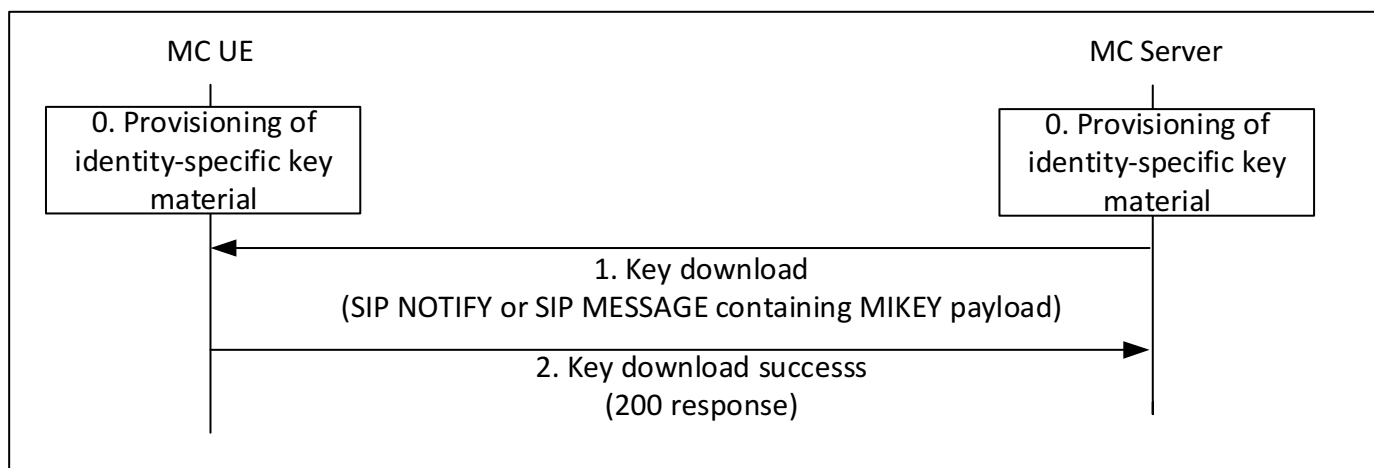 MC UE
MC Server
0. Provisioning of
identity-specific key
material
0. Provisioning of
identity-specific key
material
1. Key download
(SIP NOTIFY or SIP MESSAGE containing MIKEY payload)
2. Key download successs
(200 response)